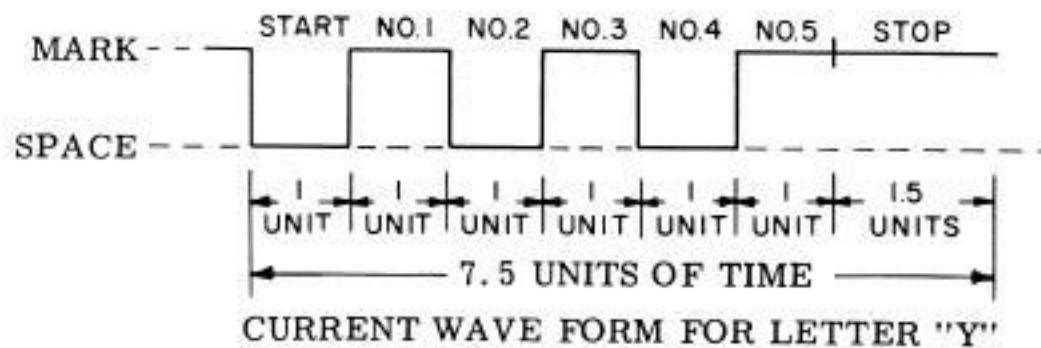 START NO.1 NO.2 NO.3 NO.4 NO.5 STOP
MARK
SPACE
1 1 1 1 1 1 1.5
UNIT UNIT UNIT UNIT UNIT UNIT UNITS
7.5 UNITS OF TIME
CURRENT WAVE FORM FOR LETTER "Y"